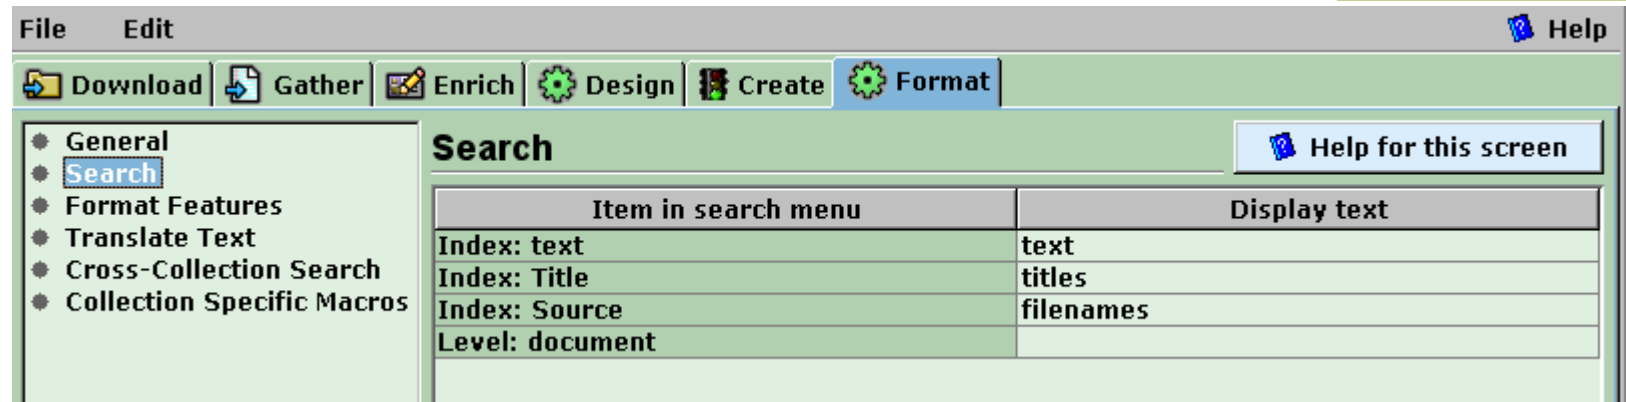 File Edit Help
Download Gather Enrich Design Create Format
General
Search
Format Features
Translate Text
Cross-Collection Search
Collection Specific Macros
Search Help for this screen
Item in search menu Display text
Index: text text
Index: Title titles
Index: Source filenames
Level: document